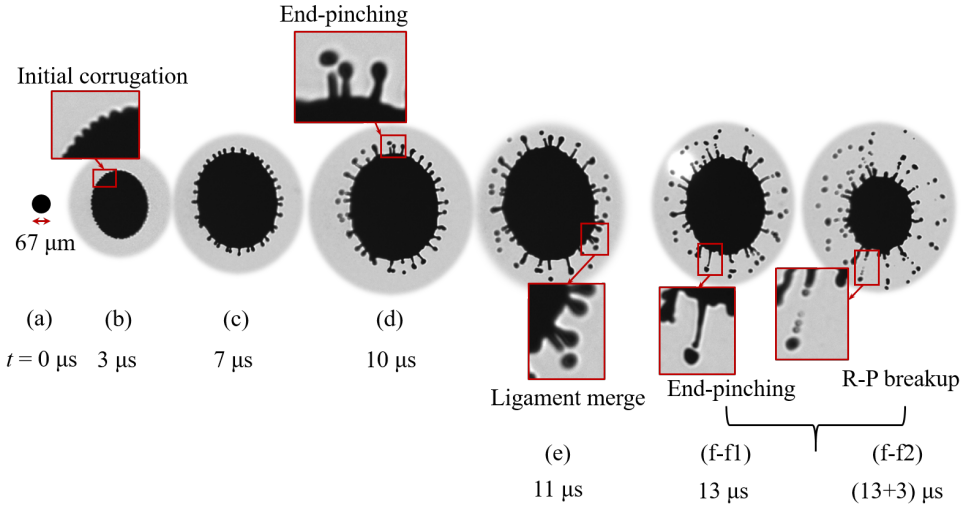 End-pinching
Initial corrugation
67 μm
(a)
(b)
(c)
(d)
t = 0 μs
3 μs
7 μs
10 μs
Ligament merge
(e)
11 μs
End-pinching
R-P breakup
(f-f1)
(f-f2)
13 μs
(13+3) μs